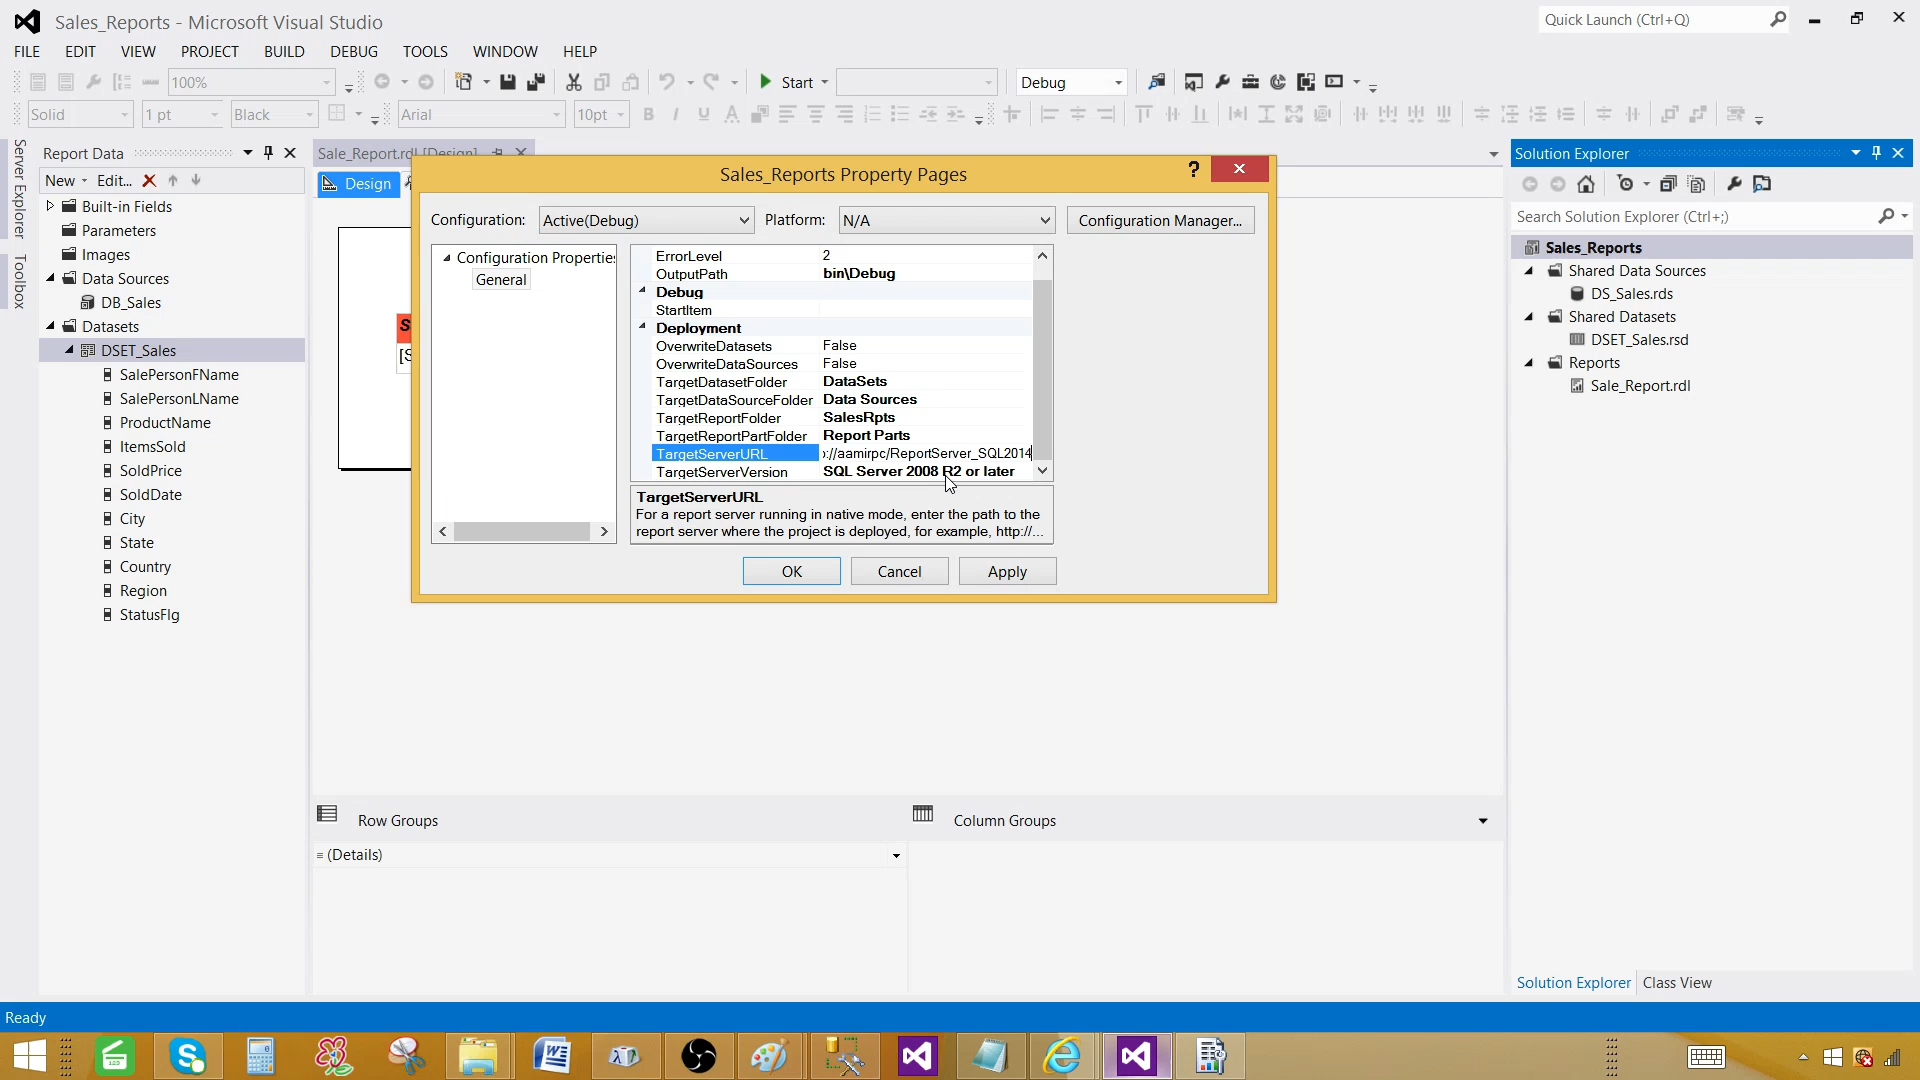 Sales_Reports - Microsoft Visual Studio
Quick Launch (Ctrl+Q)
FILE EDIT VIEW PROJECT BUILD DEBUG TOOLS WINDOW HELP
100%
Start
Debug
Solid
1 pt
Black
Arial
10pt
B I U A
Server Explorer
Toolbox
Report Data
New Edit...
Built-in Fields
Parameters
Images
Data Sources
DB_Sales
Datasets
DSET_Sales
SalePersonFName
SalePersonLName
ProductName
ItemsSold
SoldPrice
SoldDate
City
State
Country
Region
StatusFlg
Sale_Report.rdl [Design]
Design
S
[S
Sales_Reports Property Pages
?
Configuration: Active(Debug) Platform: N/A Configuration Manager...
Configuration Propertie
General
ErrorLevel 2
OutputPath bin\Debug
Debug
StartItem
Deployment
OverwriteDatasets False
OverwriteDataSources False
TargetDatasetFolder DataSets
TargetDataSourceFolder Data Sources
TargetReportFolder SalesRpts
TargetReportPartFolder Report Parts
TargetServerURL ://aamirpc/ReportServer_SQL2014
TargetServerVersion SQL Server 2008 R2 or later
TargetServerURL
For a report server running in native mode, enter the path to the
report server where the project is deployed, for example, http://...
OK Cancel Apply
Row Groups
Column Groups
(Details)
Solution Explorer
Search Solution Explorer (Ctrl+;)
Sales_Reports
Shared Data Sources
DS_Sales.rds
Shared Datasets
DSET_Sales.rsd
Reports
Sale_Report.rdl
Solution Explorer Class View
Ready